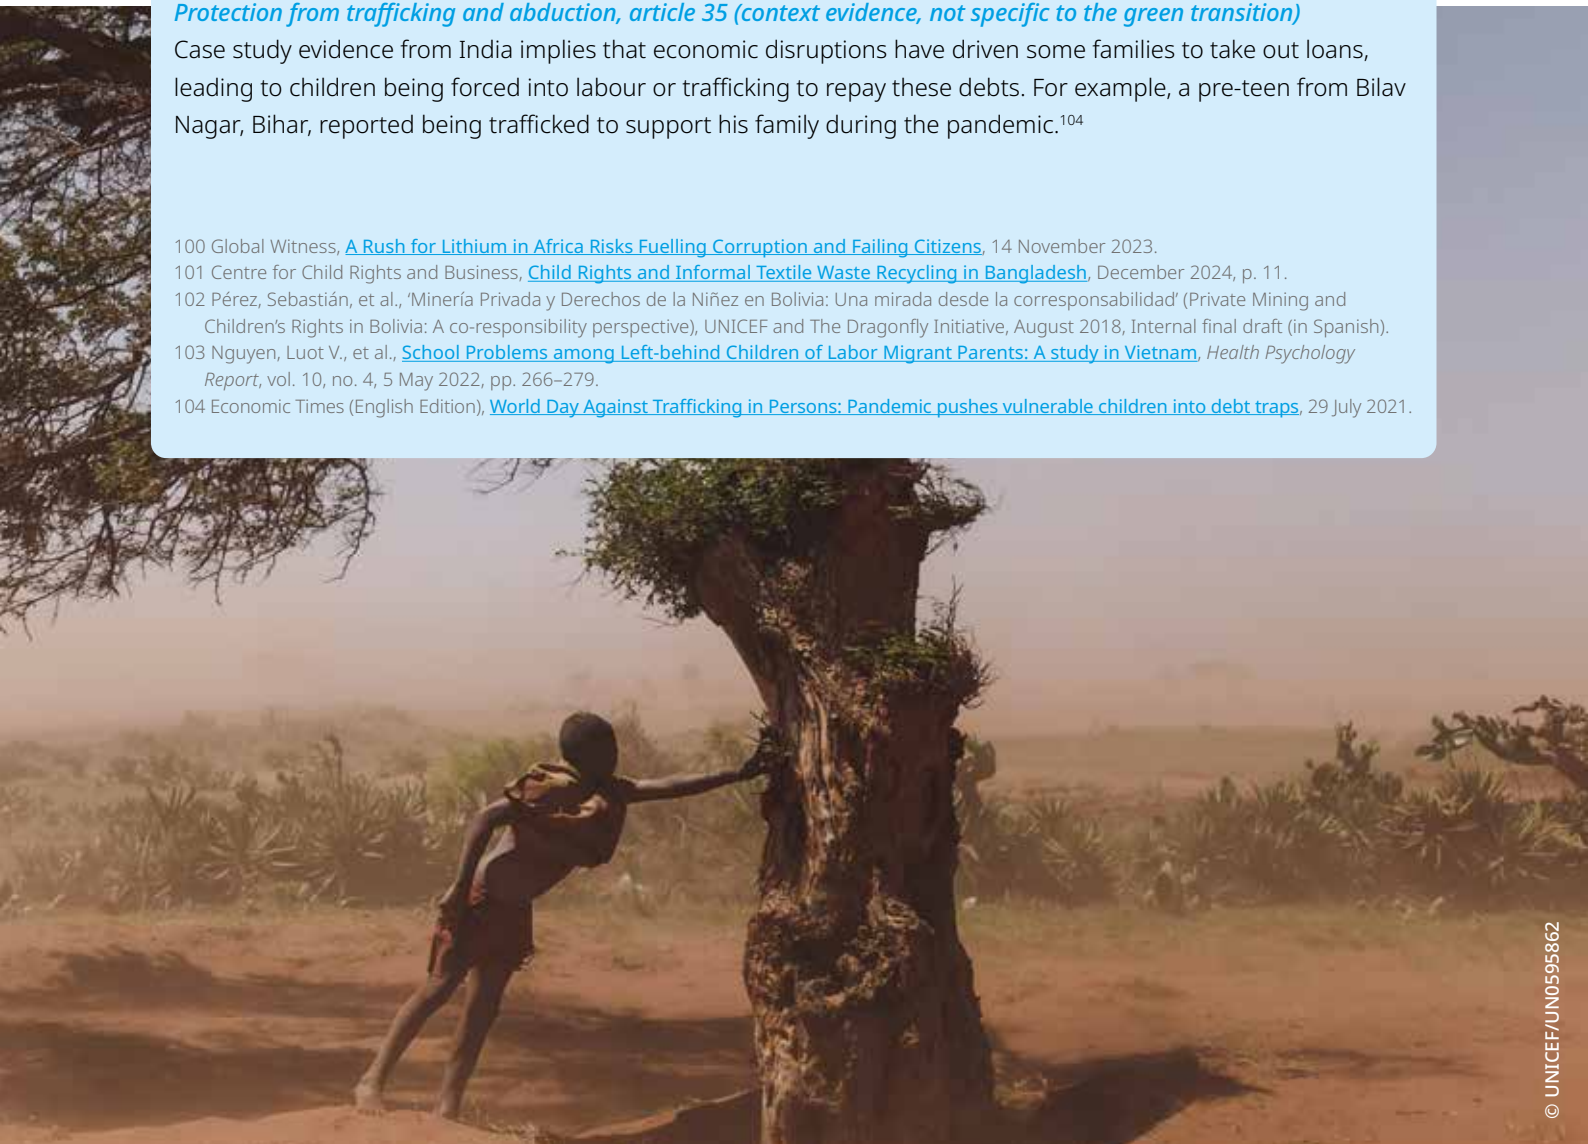 Protection from trafficking and abduction, article 35 (context evidence, not specific to the green transition)
Case study evidence from India implies that economic disruptions have driven some families to take out loans,
leading to children being forced into labour or trafficking to repay these debts. For example, a pre-teen from Bilav
Nagar, Bihar, reported being trafficked to support his family during the pandemic.104
100 Global Witness, A Rush for Lithium in Africa Risks Fuelling Corruption and Failing Citizens, 14 November 2023.
101 Centre for Child Rights and Business, Child Rights and Informal Textile Waste Recycling in Bangladesh, December 2024, p. 11.
102 Pérez, Sebastián, et al., ‘Minería Privada y Derechos de la Niñez en Bolivia: Una mirada desde la corresponsabilidad’ (Private Mining and
Children’s Rights in Bolivia: A co-responsibility perspective), UNICEF and The Dragonfly Initiative, August 2018, Internal final draft (in Spanish).
103 Nguyen, Luot V., et al., School Problems among Left-behind Children of Labor Migrant Parents: A study in Vietnam, Health Psychology
Report, vol. 10, no. 4, 5 May 2022, pp. 266–279.
104 Economic Times (English Edition), World Day Against Trafficking in Persons: Pandemic pushes vulnerable children into debt traps, 29 July 2021.
© UNICEF/UN0595862